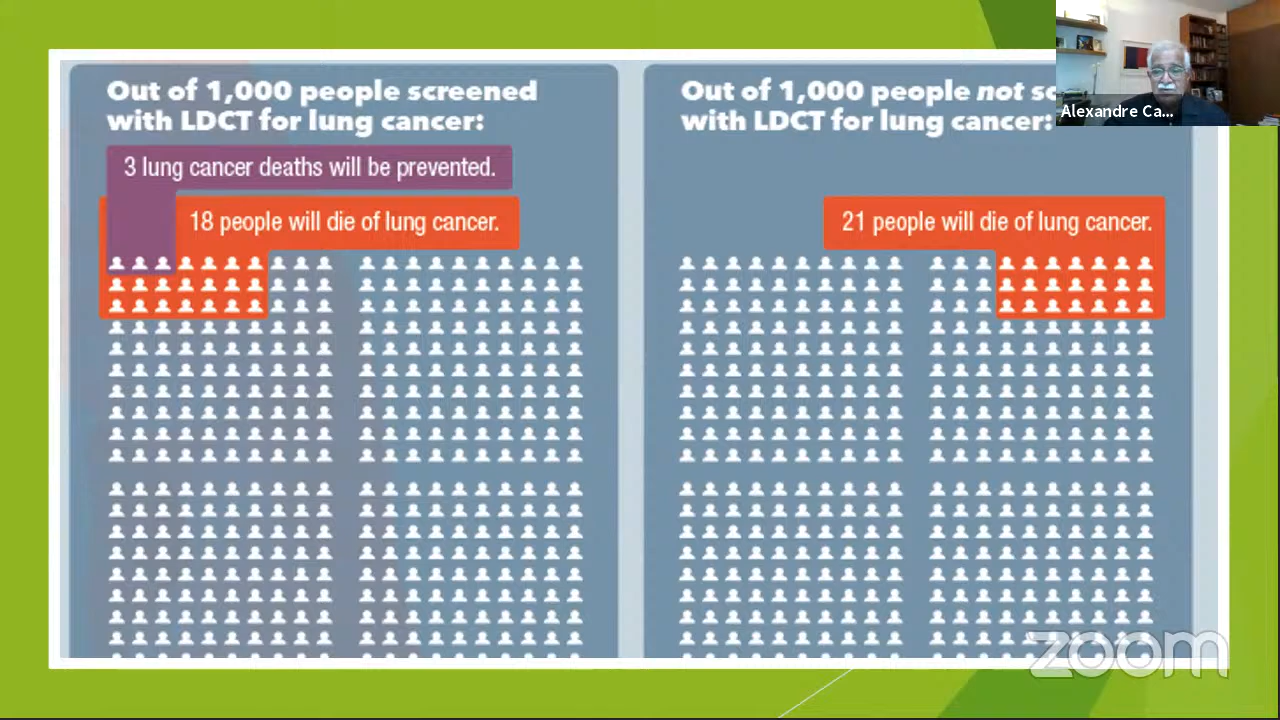 Out of 1,000 people screened
with LDCT for lung cancer:
3 lung cancer deaths will be prevented.
18 people will die of lung cancer.
Out of 1,000 people not
with LDCT for lung cancer:
21 people will die of lung cancer.
Alexandre Ca...
zoom